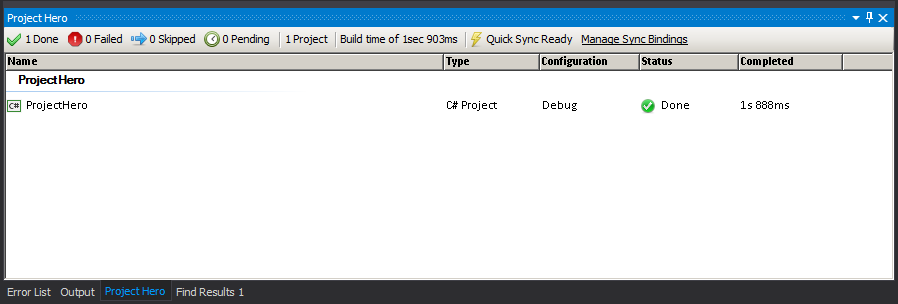 Project Hero
1 Done 0 Failed 0 Skipped 0 Pending 1 Project Build time of 1sec 903ms Quick Sync Ready Manage Sync Bindings
Name Type Configuration Status Completed
Project Hero
C# ProjectHero C# Project Debug Done 1s 888ms
Error List Output Project Hero Find Results 1